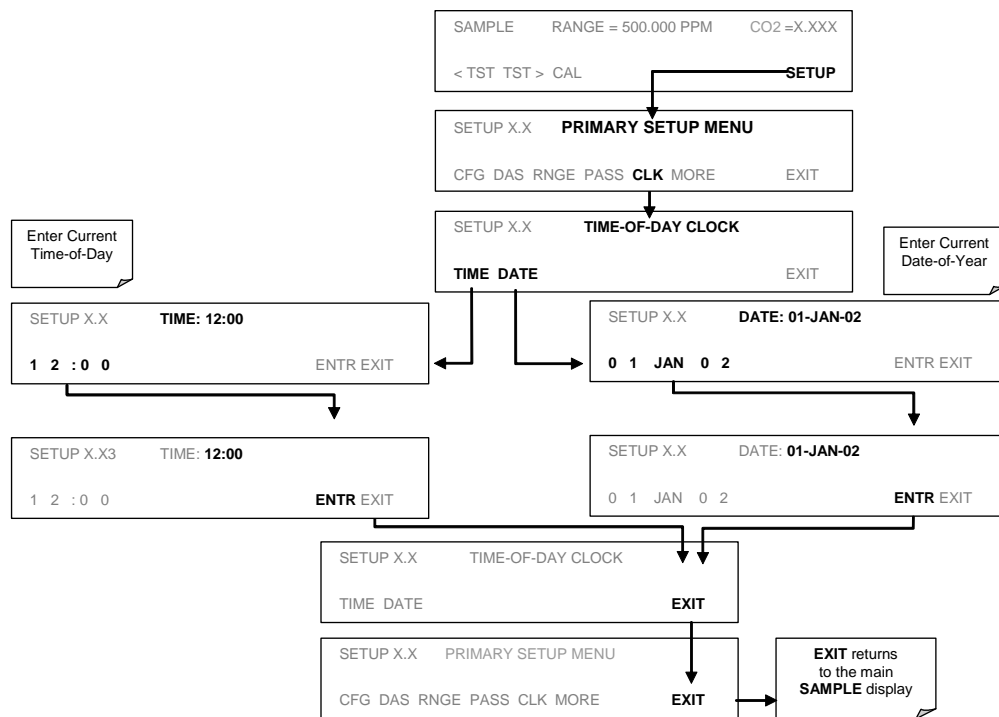 SAMPLE RANGE = 500.000 PPM CO2 =X.XXX
< TST TST > CAL SETUP
SETUP X.X PRIMARY SETUP MENU
CFG DAS RNGE PASS CLK MORE EXIT
SETUP X.X TIME-OF-DAY CLOCK
TIME DATE EXIT
Enter Current
Time-of-Day
Enter Current
Date-of-Year
SETUP X.X TIME: 12:00
1 2 :0 0 ENTR EXIT
SETUP X.X DATE: 01-JAN-02
0 1 JAN 0 2 ENTR EXIT
SETUP X.X3 TIME: 12:00
1 2 :0 0 ENTR EXIT
SETUP X.X DATE: 01-JAN-02
0 1 JAN 0 2 ENTR EXIT
SETUP X.X TIME-OF-DAY CLOCK
TIME DATE EXIT
SETUP X.X PRIMARY SETUP MENU
CFG DAS RNGE PASS CLK MORE EXIT
EXIT returns
to the main
SAMPLE display